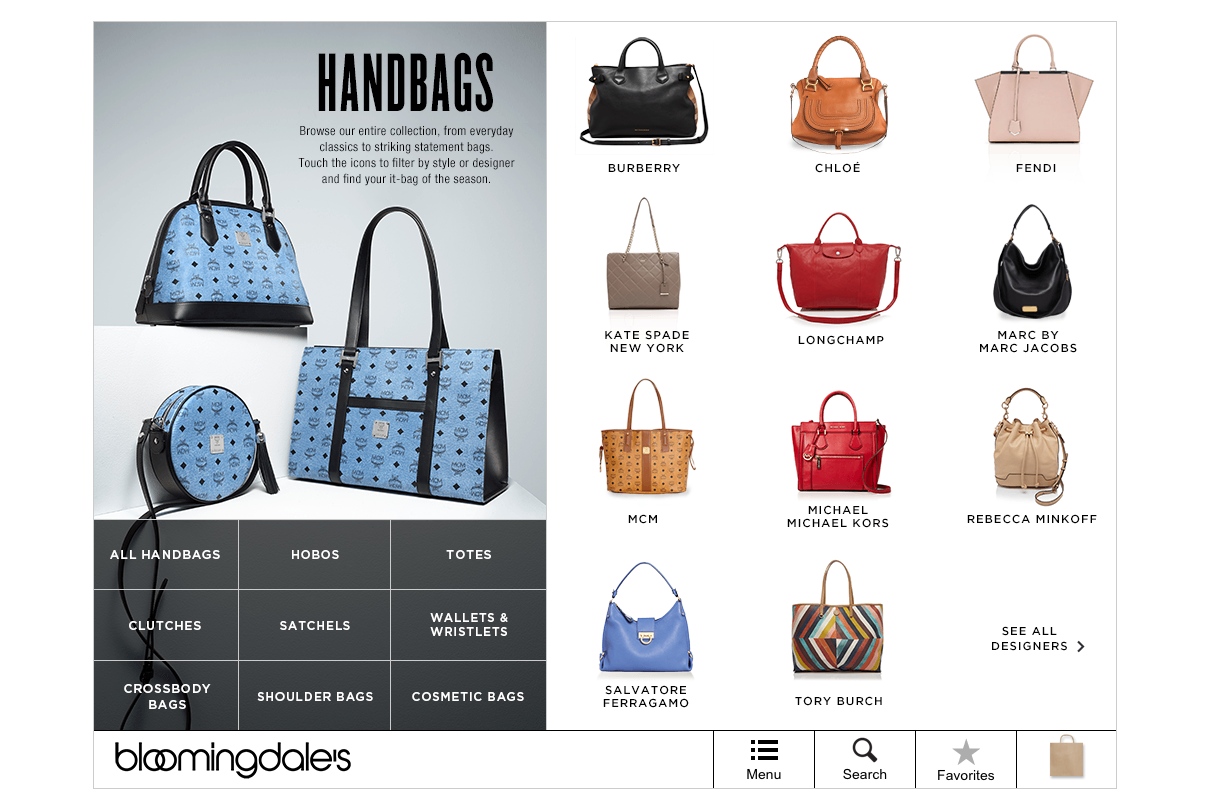 HANDBAGS
Browse our entire collection, from everyday
classics to striking statement bags.
Touch the icons to filter by style or designer
and find your it-bag of the season.
ALL HANDBAGS
HOBOS
TOTES
CLUTCHES
SATCHELS
WALLETS &
WRISTLETS
CROSSBODY
BAGS
SHOULDER BAGS
COSMETIC BAGS
BURBERRY
CHLOÉ
FENDI
KATE SPADE
NEW YORK
LONGCHAMP
MARC BY
MARC JACOBS
MCM
MICHAEL
MICHAEL KORS
REBECCA MINKOFF
SALVATORE
FERRAGAMO
TORY BURCH
SEE ALL
DESIGNERS
bloomingdale's
Menu
Search
Favorites